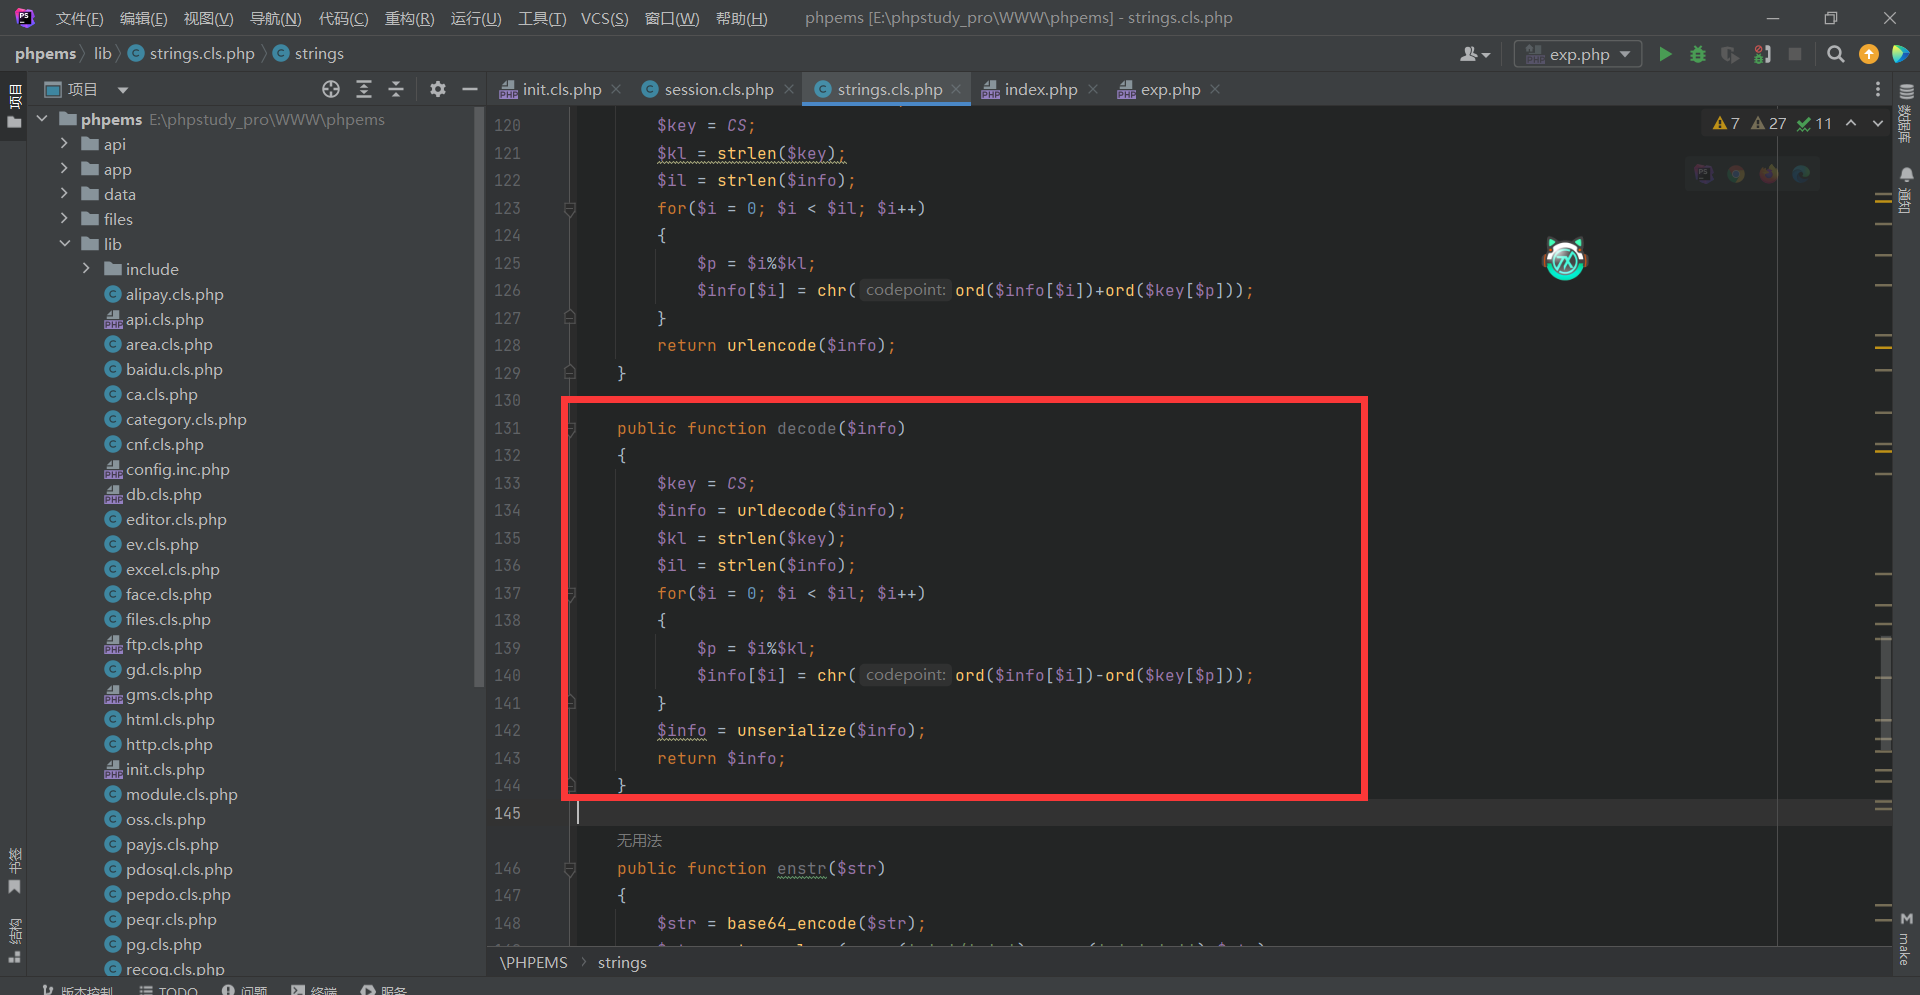 文件(F) 编辑(E) 视图(V) 导航(N) 代码(C) 重构(R) 运行(U) 工具(T) VCS(S) 窗口(W) 帮助(H) phpems [E:\phpstudy_pro\WWW\phpems] - strings.cls.php
phpems lib strings.cls.php strings exp.php
项目
init.cls.php session.cls.php strings.cls.php index.php exp.php
phpems E:\phpstudy_pro\WWW\phpems
api
app
data
files
lib
include
alipay.cls.php
api.cls.php
area.cls.php
baidu.cls.php
ca.cls.php
category.cls.php
cnf.cls.php
config.inc.php
db.cls.php
editor.cls.php
ev.cls.php
excel.cls.php
face.cls.php
files.cls.php
ftp.cls.php
gd.cls.php
gms.cls.php
html.cls.php
http.cls.php
init.cls.php
module.cls.php
oss.cls.php
payjs.cls.php
pdosql.cls.php
pepdo.cls.php
peqr.cls.php
pg.cls.php
recog.cls.php
7 27 11
120 $key = CS;
121 $kl = strlen($key);
122 $il = strlen($info);
123 for($i = 0; $i < $il; $i++)
124 {
125 $p = $i%$kl;
126 $info[$i] = chr( codepoint: ord($info[$i])+ord($key[$p]));
127 }
128 return urlencode($info);
129 }
130
131 public function decode($info)
132 {
133 $key = CS;
134 $info = urldecode($info);
135 $kl = strlen($key);
136 $il = strlen($info);
137 for($i = 0; $i < $il; $i++)
138 {
139 $p = $i%$kl;
140 $info[$i] = chr( codepoint: ord($info[$i])-ord($key[$p]));
141 }
142 $info = unserialize($info);
143 return $info;
144 }
145
无用法
146 public function enstr($str)
147 {
148 $str = base64_encode($str);
\PHPEMS strings
项目
书签
结构
数据库
通知
make
版本控制 TODO 问题 终端 服务